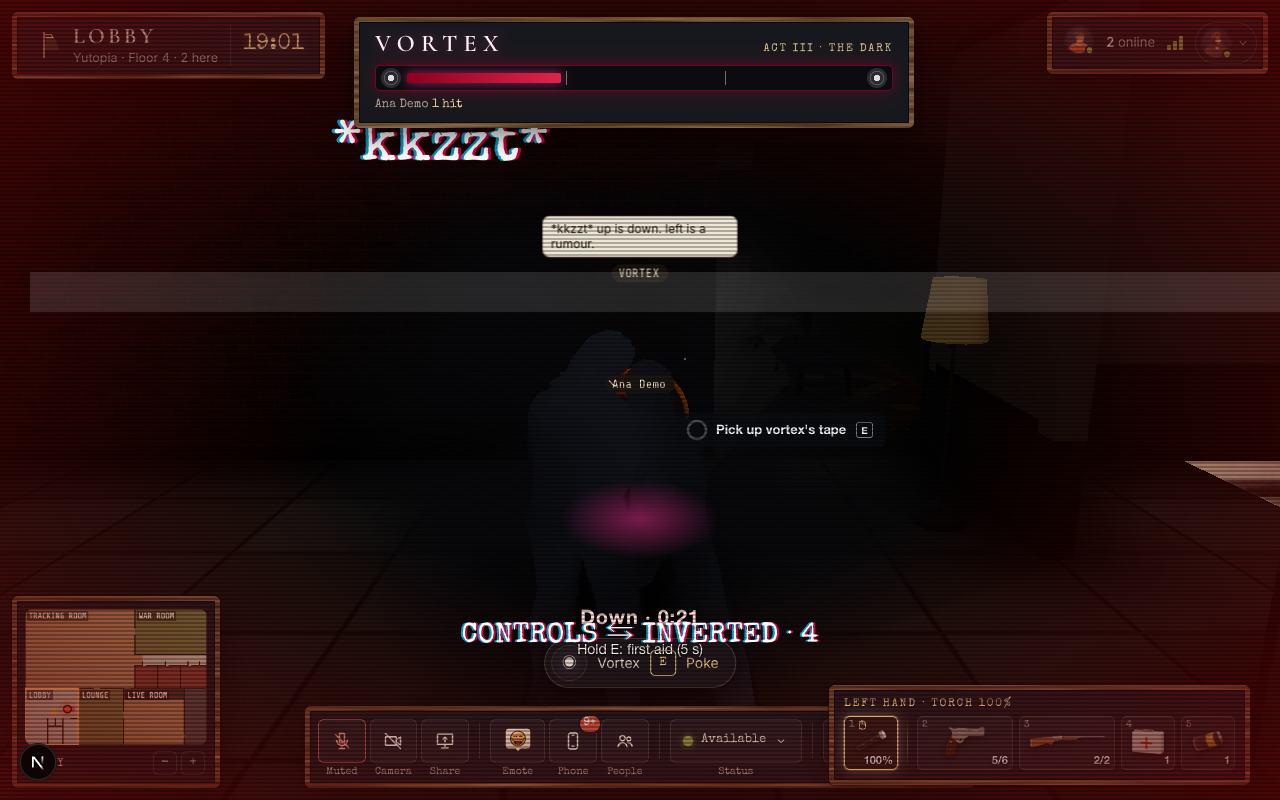 LOBBY
Yutopia · Floor 4 · 2 here
19:01
VORTEX
ACT III · THE DARK
Ana Demo 1 hit
2 online
*kkzzt*
*kkzzt* up is down. left is a
rumour.
VORTEX
Ana Demo
Pick up vortex's tape E
Down · 0:21
CONTROLS ⇆ INVERTED · 4
Hold E: first aid (5 s)
Vortex E Poke
TRACKING ROOM
WAR ROOM
LOBBY
LOUNGE
LIVE ROOM
N
Y
− +
9+
Available
Muted Camera Share Emote Phone People Status
LEFT HAND · TORCH 100%
1 2 3 4 5
100% 5/6 2/2 1 1